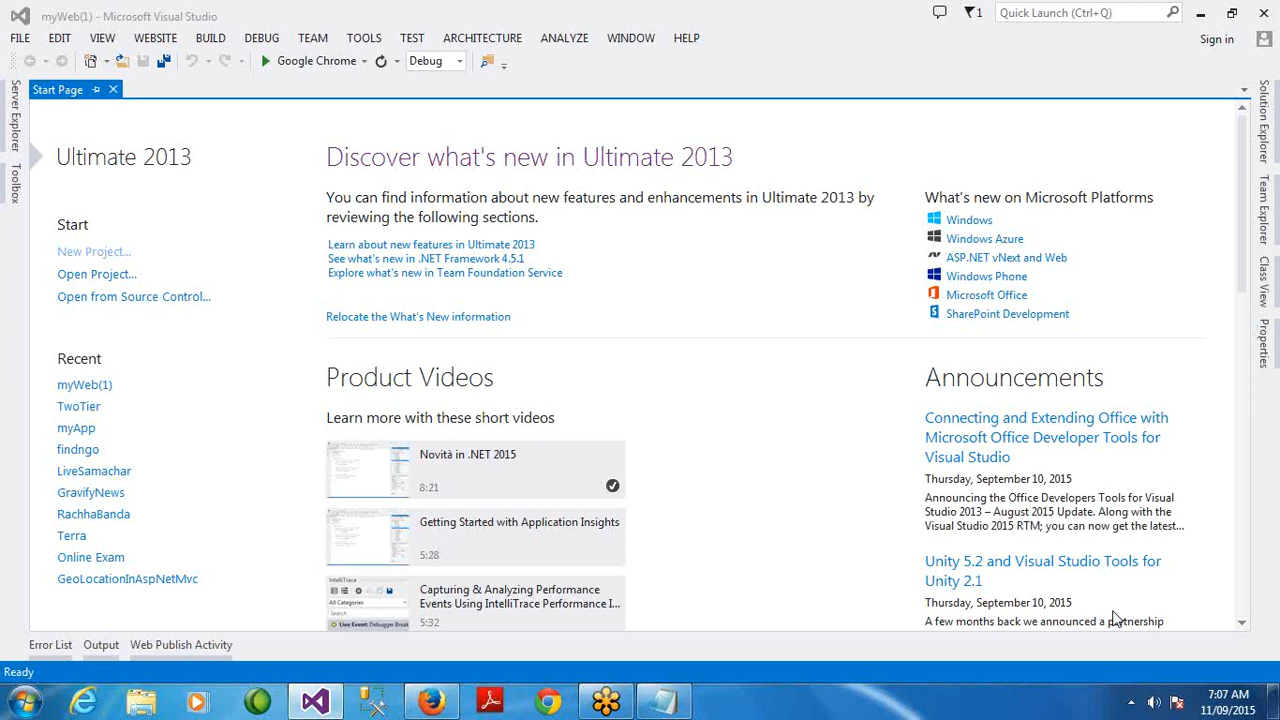 myWeb(1) - Microsoft Visual Studio
1
Quick Launch (Ctrl+Q)
FILE EDIT VIEW WEBSITE BUILD DEBUG TEAM TOOLS TEST ARCHITECTURE ANALYZE WINDOW HELP
Sign in
Google Chrome
Debug
Start Page
Server Explorer
Toolbox
Solution Explorer
Team Explorer
Class View
Properties
Ultimate 2013
Start
New Project...
Open Project...
Open from Source Control...
Recent
myWeb(1)
TwoTier
myApp
findngo
LiveSamachar
GravifyNews
RachhaBanda
Terra
Online Exam
GeoLocationInAspNetMvc
Discover what's new in Ultimate 2013
You can find information about new features and enhancements in Ultimate 2013 by
reviewing the following sections.
Learn about new features in Ultimate 2013
See what's new in .NET Framework 4.5.1
Explore what's new in Team Foundation Service
Relocate the What's New information
What's new on Microsoft Platforms
Windows
Windows Azure
ASP.NET vNext and Web
Windows Phone
Microsoft Office
SharePoint Development
Product Videos
Learn more with these short videos
Novità in .NET 2015
8:21
Getting Started with Application Insights
5:28
IntelliTrace
All Categories
Search
Live Event: Debugger Break
Capturing & Analyzing Performance
Events Using IntelliTrace Performance I...
5:32
Announcements
Connecting and Extending Office with
Microsoft Office Developer Tools for
Visual Studio
Thursday, September 10, 2015
Announcing the Office Developers Tools for Visual
Studio 2013 – August 2015 Update. Along with the
Visual Studio 2015 RTM; you can now get the latest...
Unity 5.2 and Visual Studio Tools for
Unity 2.1
Thursday, September 10, 2015
A few months back we announced a partnership
Error List Output Web Publish Activity
Ready
7:07 AM
11/09/2015